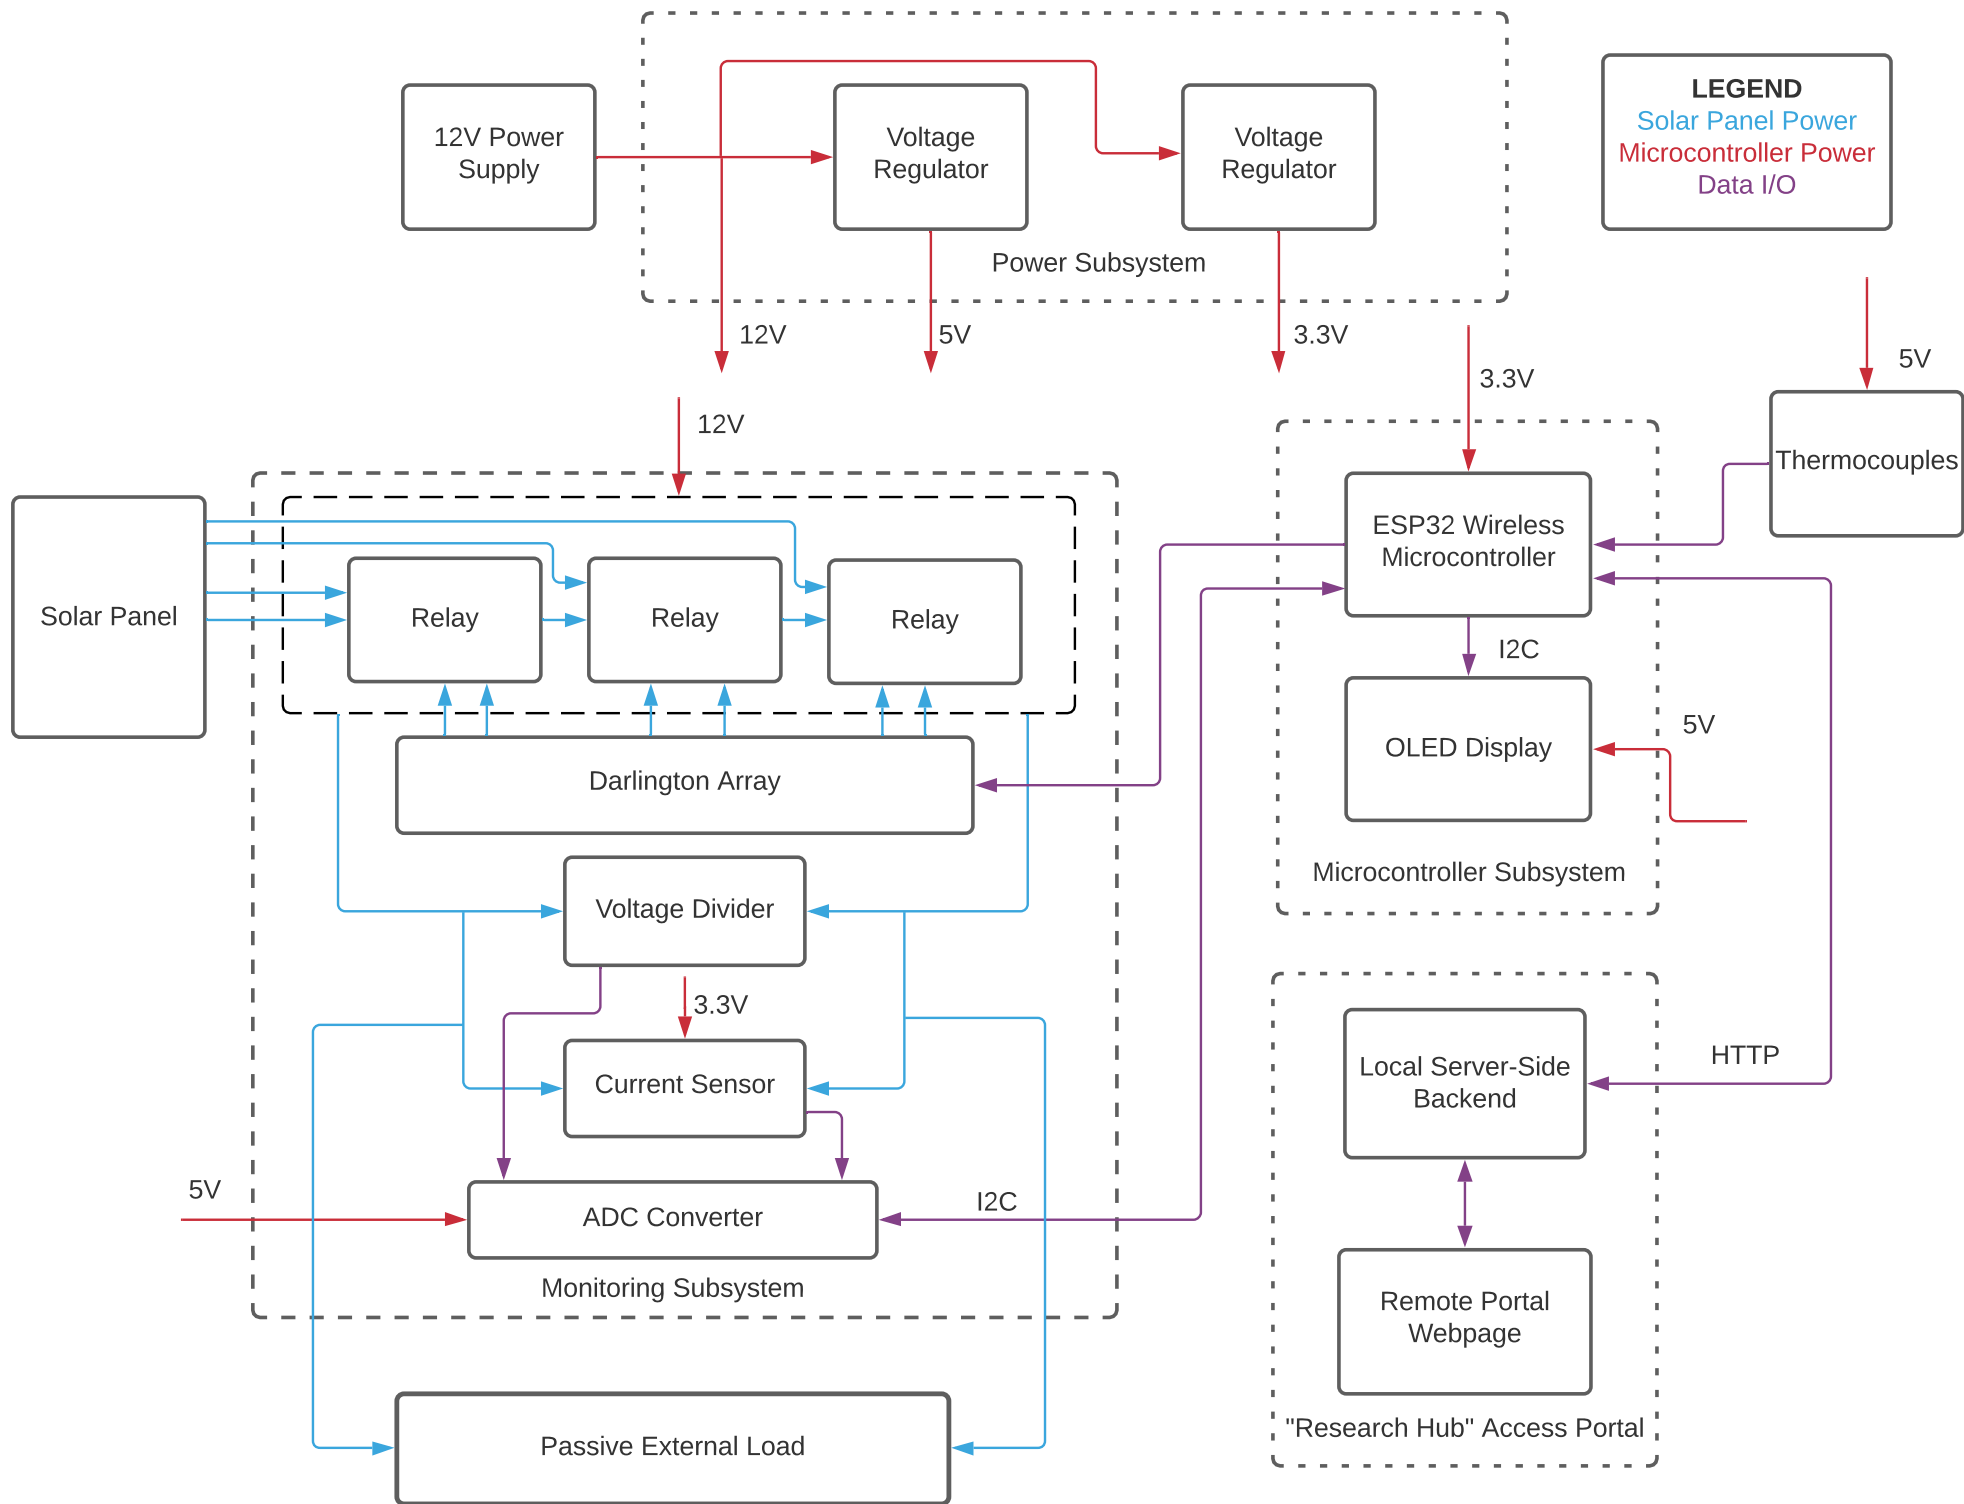 12V Power
Supply
Voltage
Regulator
Voltage
Regulator
Power Subsystem
LEGEND
Solar Panel Power
Microcontroller Power
Data I/O
12V
5V
3.3V
3.3V
5V
12V
Thermocouples
Solar Panel
Relay
Relay
Relay
Darlington Array
ESP32 Wireless
Microcontroller
I2C
OLED Display
5V
Microcontroller Subsystem
Voltage Divider
3.3V
Current Sensor
5V
ADC Converter
I2C
Monitoring Subsystem
Passive External Load
Local Server-Side
Backend
HTTP
Remote Portal
Webpage
"Research Hub" Access Portal